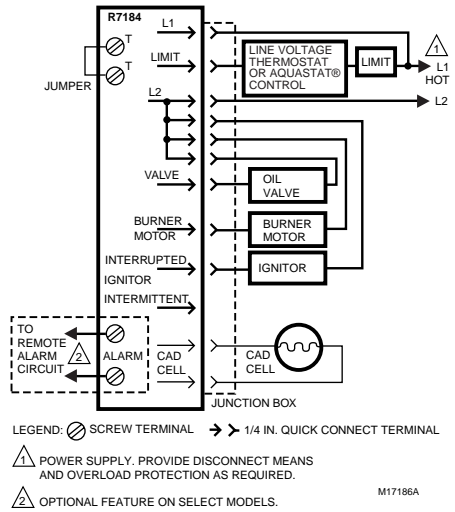 R7184
L1
T
T
JUMPER
LIMIT
LINE VOLTAGE
THERMOSTAT
OR AQUASTAT®
CONTROL
LIMIT
1
L1
HOT
L2
L2
VALVE
OIL
VALVE
BURNER
MOTOR
BURNER
MOTOR
INTERRUPTED
IGNITOR
IGNITOR
INTERMITTENT
TO
REMOTE
ALARM
CIRCUIT
2
ALARM
CAD
CELL
CAD
CELL
JUNCTION BOX
LEGEND: SCREW TERMINAL 1/4 IN. QUICK CONNECT TERMINAL
1 POWER SUPPLY. PROVIDE DISCONNECT MEANS
AND OVERLOAD PROTECTION AS REQUIRED.
2 OPTIONAL FEATURE ON SELECT MODELS.
M17186A